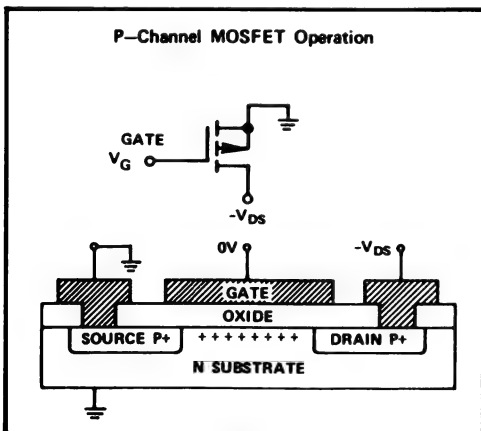 P–Channel MOSFET Operation
GATE
VG
-VDS
0V
-VDS
GATE
OXIDE
SOURCE P+
+ + + + + + + +
DRAIN P+
N SUBSTRATE